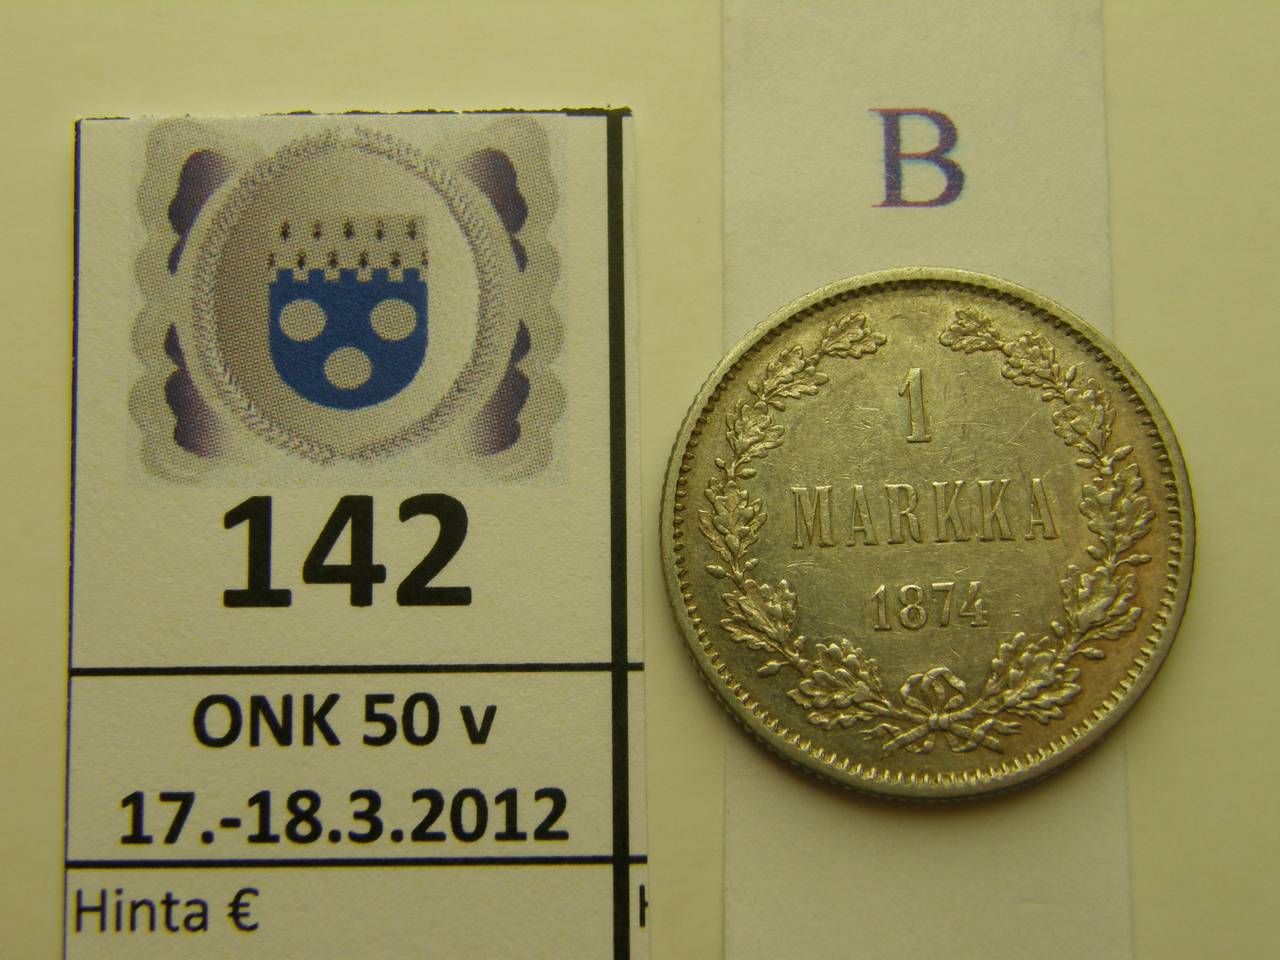 142
ONK 50 v
17.-18.3.2012
Hinta €
B
1
MARKKA
1874